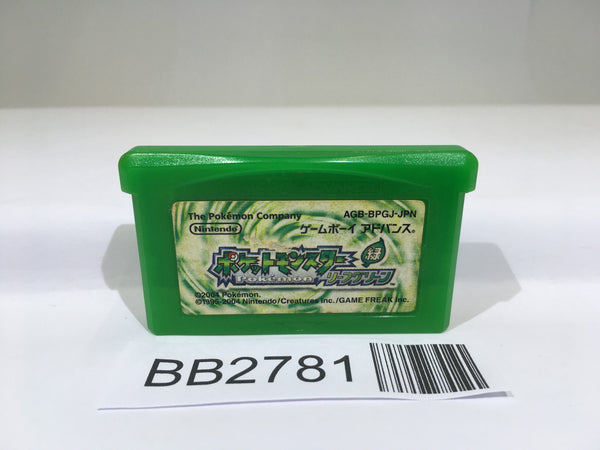 The Pokémon Company
AGB-BPGJ-JPN
Nintendo
ゲームボーイ アドバンス®
ポケットモンスター
緑
Pokémon
リーフグリーン
©2004 Pokémon.
©1995-2004 Nintendo/Creatures Inc./GAME FREAK Inc.
BB2781